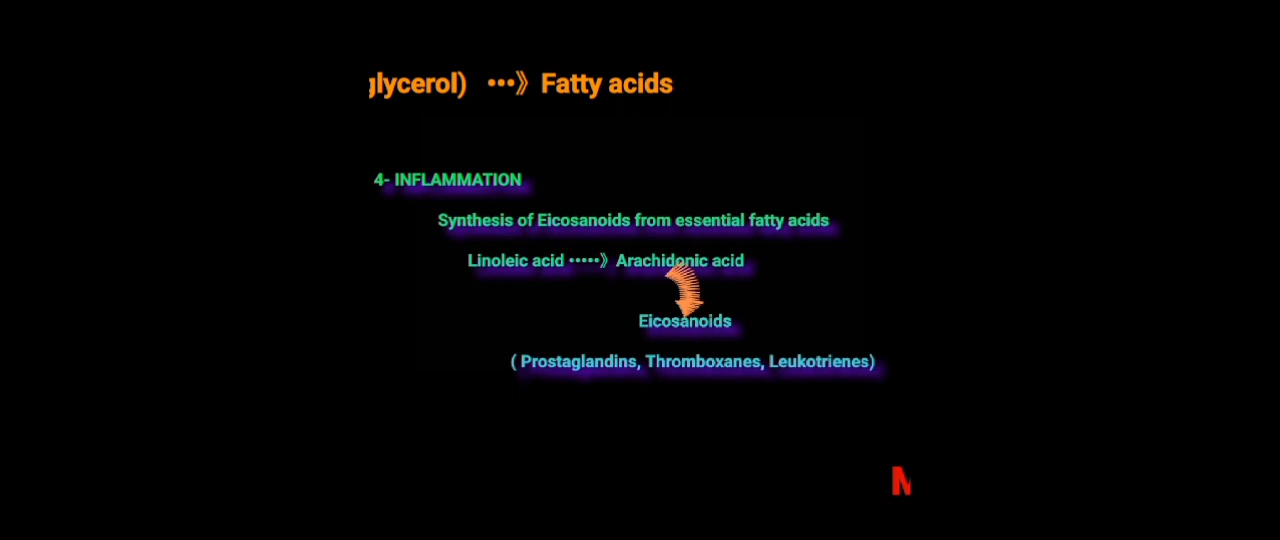 glycerol) •••》Fatty acids
4- INFLAMMATION
Synthesis of Eicosanoids from essential fatty acids
Linoleic acid •••••》Arachidonic acid
Eicosanoids
( Prostaglandins, Thromboxanes, Leukotrienes)
M